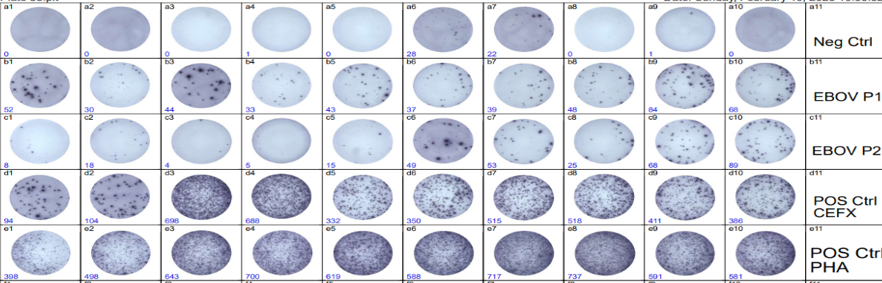 a1 a2 a3 a4 a5 a6 a7 a8 a9 a10 a11
Neg Ctrl
0 0 0 1 0 28 22 0 1 0
b1 b2 b3 b4 b5 b6 b7 b8 b9 b10 b11
EBOV P1
52 30 44 33 43 37 39 48 84 68
c1 c2 c3 c4 c5 c6 c7 c8 c9 c10 c11
EBOV P2
8 18 4 5 15 49 53 25 68 89
d1 d2 d3 d4 d5 d6 d7 d8 d9 d10 d11
POS Ctrl
CEFX
94 104 698 688 332 350 515 518 411 386
e1 e2 e3 e4 e5 e6 e7 e8 e9 e10 e11
POS Ctrl
PHA
398 498 643 700 619 588 717 737 591 581